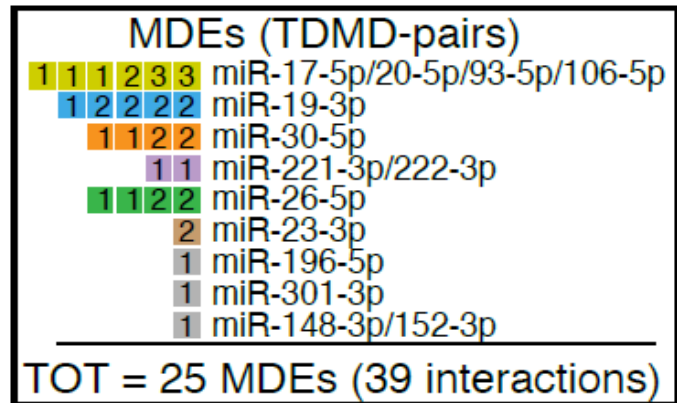 MDEs (TDMD-pairs)
1 1 1 2 3 3 miR-17-5p/20-5p/93-5p/106-5p
1 2 2 2 2 miR-19-3p
1 1 2 2 miR-30-5p
1 1 miR-221-3p/222-3p
1 1 2 2 miR-26-5p
2 miR-23-3p
1 miR-196-5p
1 miR-301-3p
1 miR-148-3p/152-3p
TOT = 25 MDEs (39 interactions)